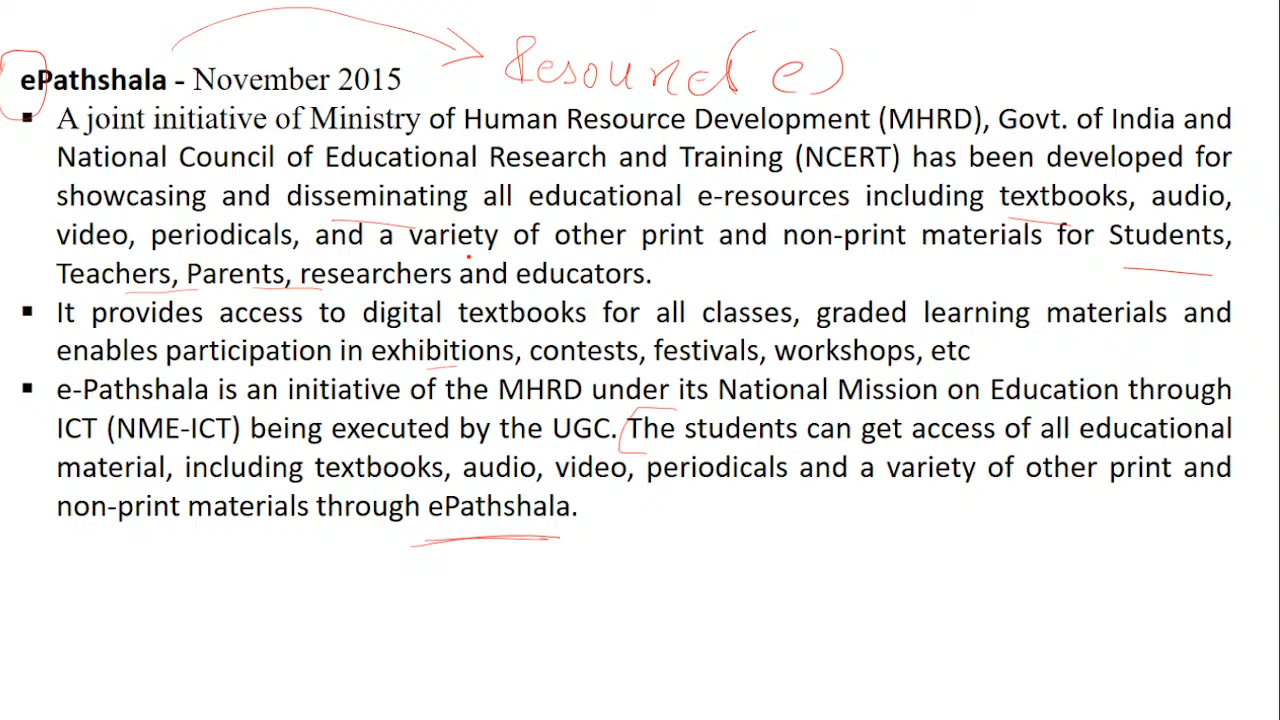 Resource (e)
ePathshala - November 2015
▪ A joint initiative of Ministry of Human Resource Development (MHRD), Govt. of India and
National Council of Educational Research and Training (NCERT) has been developed for
showcasing and disseminating all educational e-resources including textbooks, audio,
video, periodicals, and a variety of other print and non-print materials for Students,
Teachers, Parents, researchers and educators.
▪ It provides access to digital textbooks for all classes, graded learning materials and
enables participation in exhibitions, contests, festivals, workshops, etc
▪ e-Pathshala is an initiative of the MHRD under its National Mission on Education through
ICT (NME-ICT) being executed by the UGC. The students can get access of all educational
material, including textbooks, audio, video, periodicals and a variety of other print and
non-print materials through ePathshala.